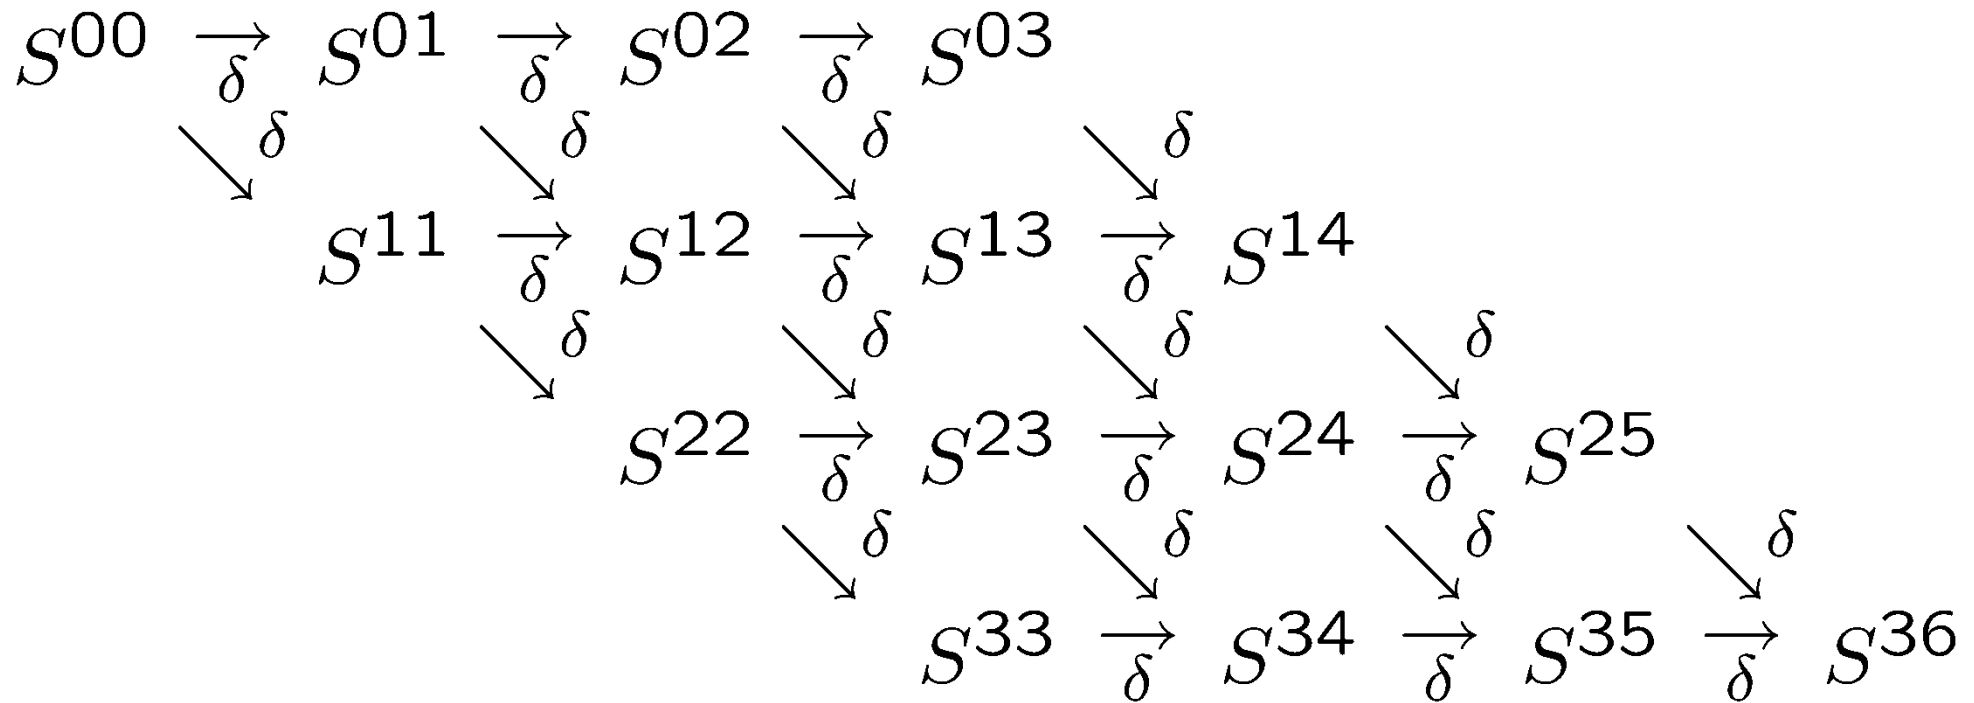 S^00 →δ S^01 →δ S^02 →δ S^03
↘δ ↘δ ↘δ ↘δ
S^11 →δ S^12 →δ S^13 →δ S^14
↘δ ↘δ ↘δ ↘δ
S^22 →δ S^23 →δ S^24 →δ S^25
↘δ ↘δ ↘δ ↘δ
S^33 →δ S^34 →δ S^35 →δ S^36